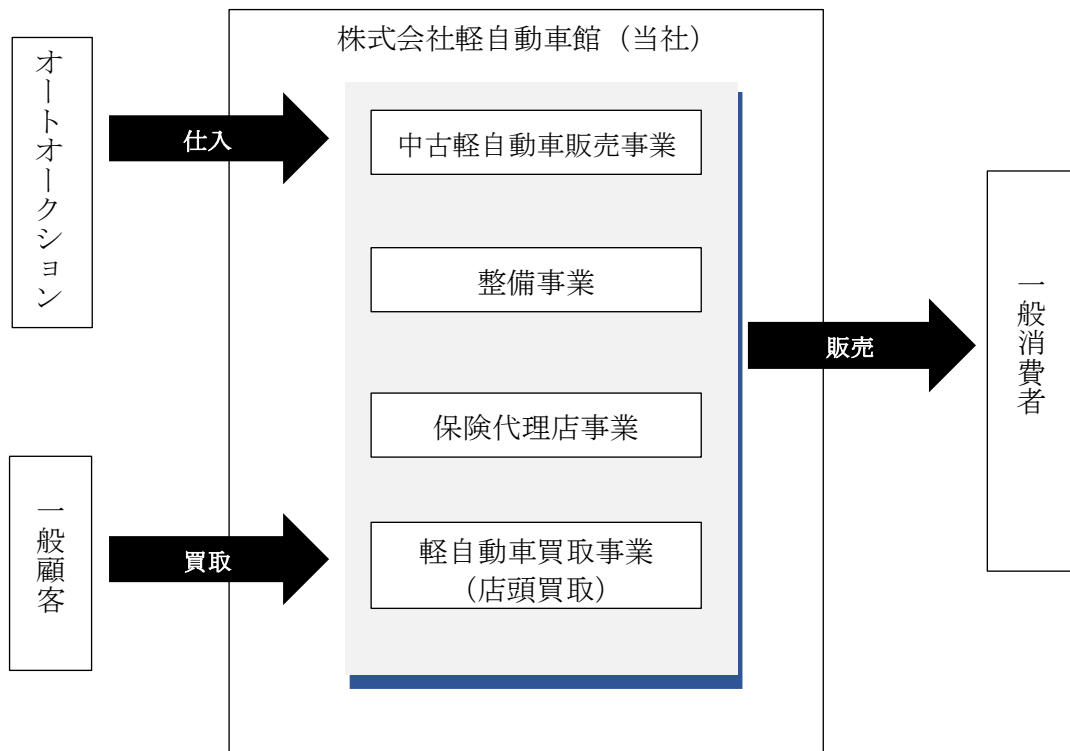 株式会社軽自動車館（当社）
オートオークション
仕入
中古軽自動車販売事業
整備事業
販売
一般消費者
保険代理店事業
一般顧客
買取
軽自動車買取事業
（店頭買取）